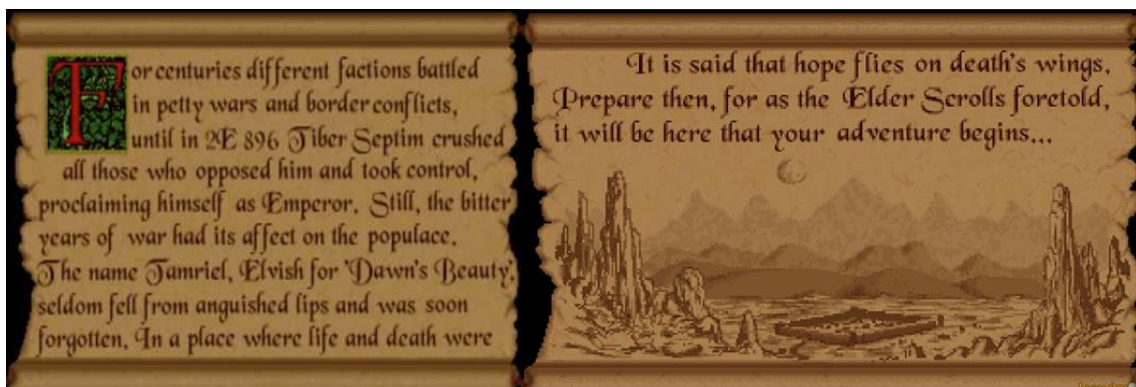 For centuries different factions battled
in petty wars and border conflicts,
until in 2E 896 Tiber Septim crushed
all those who opposed him and took control,
proclaiming himself as Emperor. Still, the bitter
years of war had its affect on the populace.
The name Tamriel, Elvish for 'Dawn's Beauty',
seldom fell from anguished lips and was soon
forgotten. In a place where life and death were
It is said that hope flies on death's wings.
Prepare then, for as the Elder Scrolls foretold,
it will be here that your adventure begins...